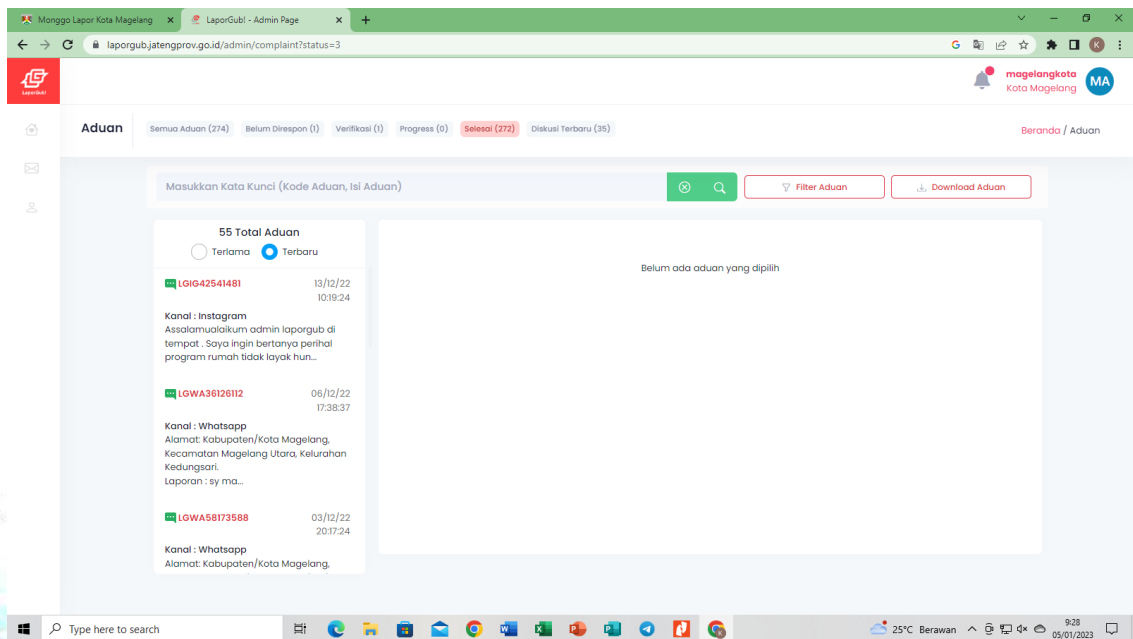 Monggo Lapor Kota Magelang
LaporGub! - Admin Page
laporgub.jatengprov.go.id/admin/complaint?status=3
K
LaporGub!
magelangkota
Kota Magelang
MA
Aduan
Semua Aduan (274)
Belum Direspon (1)
Verifikasi (1)
Progress (0)
Selesai (272)
Diskusi Terbaru (35)
Beranda / Aduan
Masukkan Kata Kunci (Kode Aduan, Isi Aduan)
Filter Aduan
Download Aduan
55 Total Aduan
Terlama
Terbaru
Belum ada aduan yang dipilih
LGIG42541481
13/12/22
10:19:24
Kanal : Instagram
Assalamualaikum admin laporgub di
tempat . Saya ingin bertanya perihal
program rumah tidak layak hun...
LGWA36126112
06/12/22
17:38:37
Kanal : Whatsapp
Alamat: Kabupaten/Kota Magelang,
Kecamatan Magelang Utara, Kelurahan
Kedungsari.
Laporan : sy ma...
LGWA58173588
03/12/22
20:17:24
Kanal : Whatsapp
Alamat: Kabupaten/Kota Magelang,
Type here to search
25°C Berawan
9:28
05/01/2023